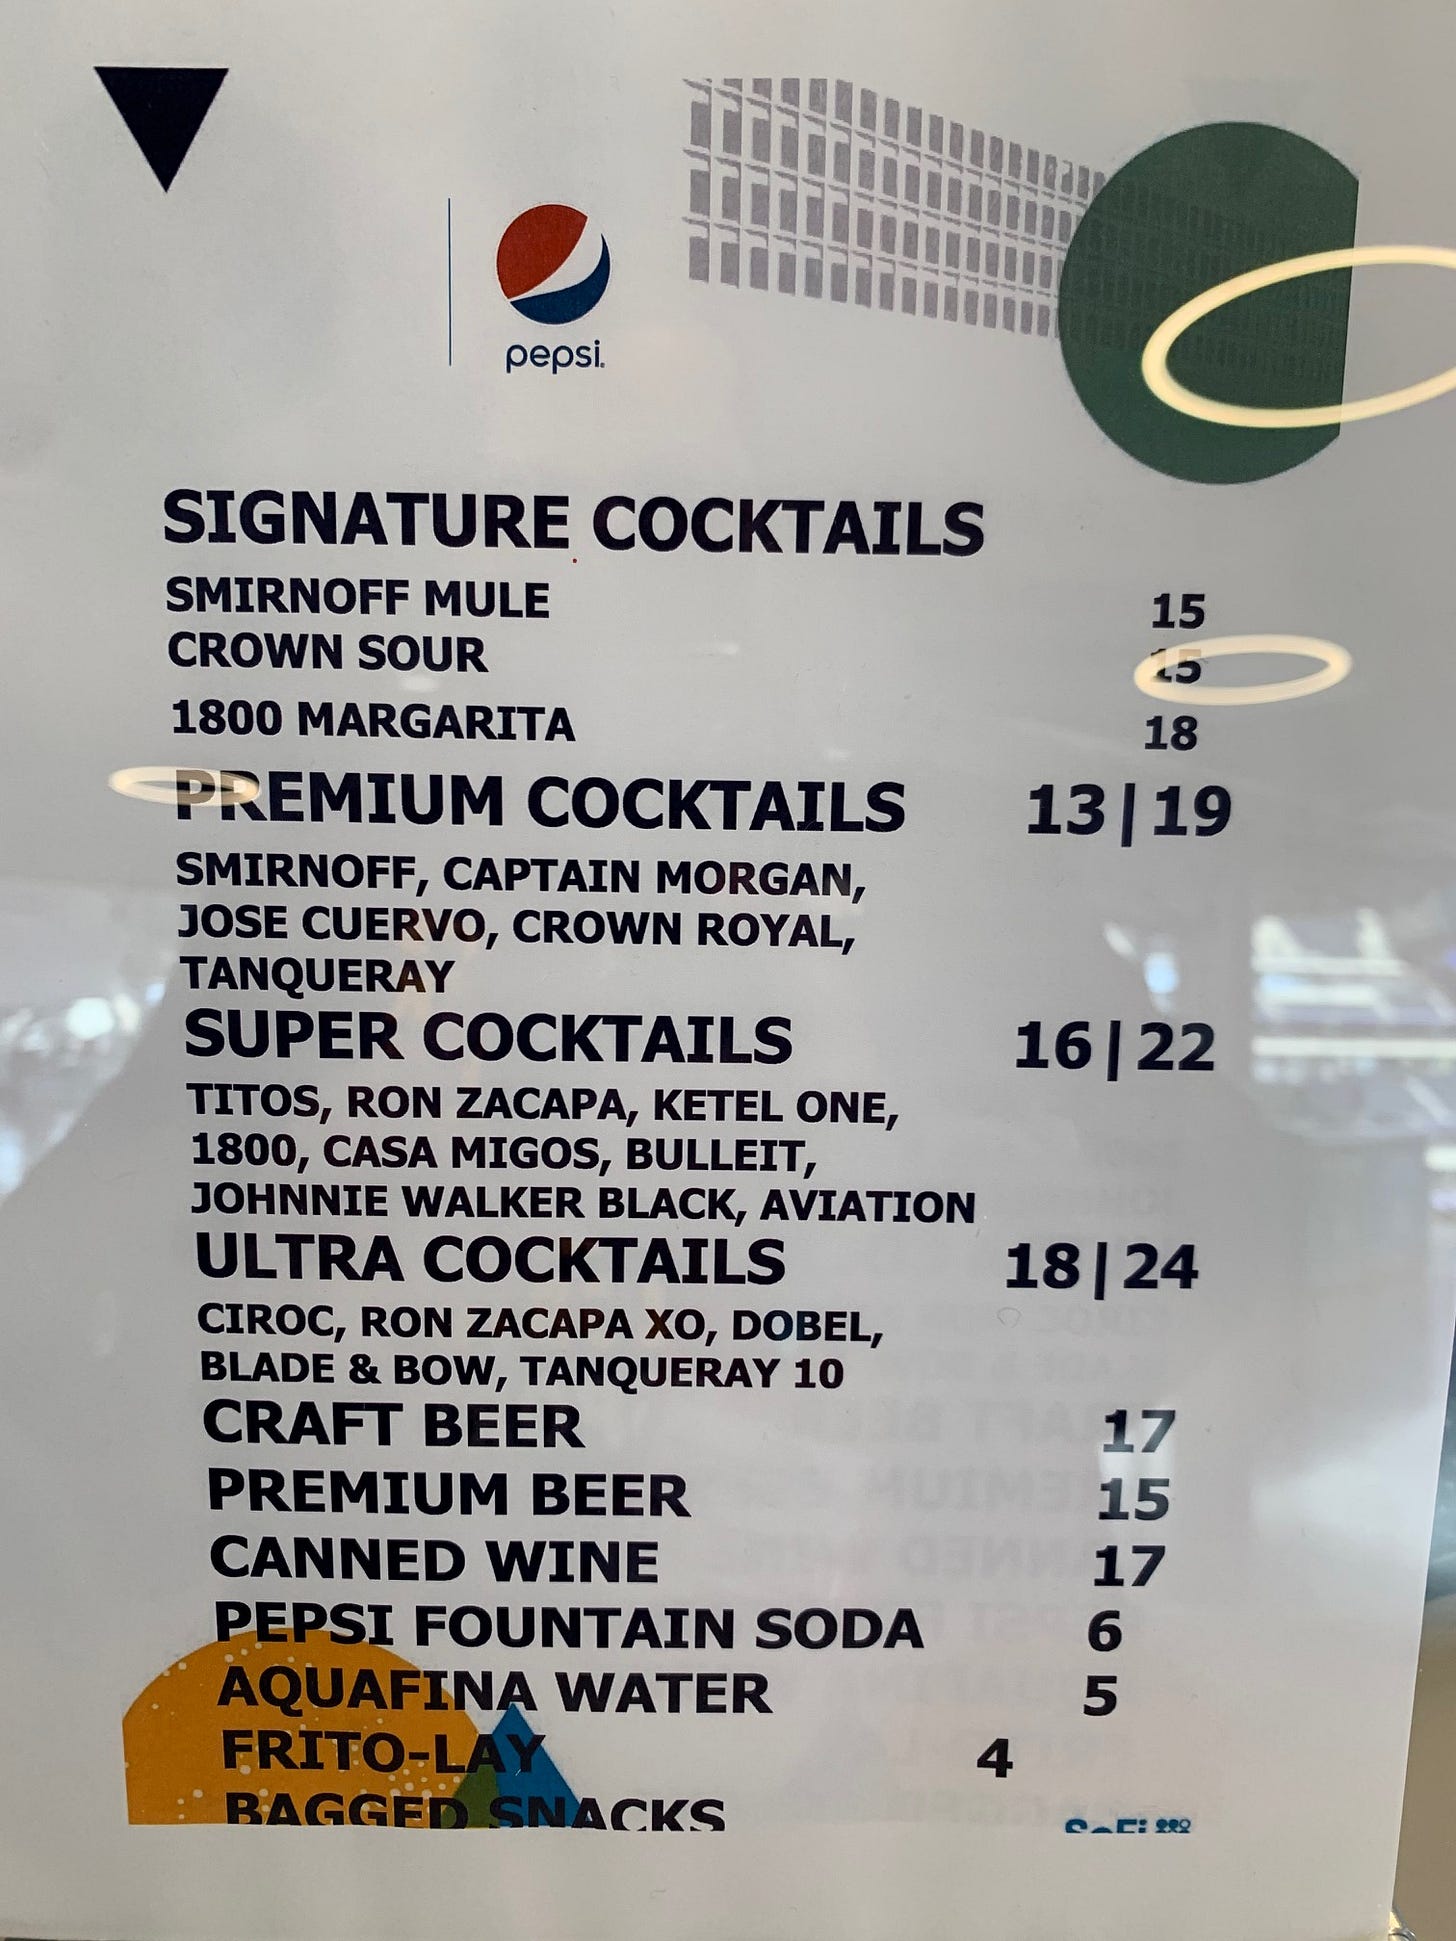 pepsi.
SIGNATURE COCKTAILS
SMIRNOFF MULE 15
CROWN SOUR 15
1800 MARGARITA 18
PREMIUM COCKTAILS 13|19
SMIRNOFF, CAPTAIN MORGAN,
JOSE CUERVO, CROWN ROYAL,
TANQUERAY
SUPER COCKTAILS 16|22
TITOS, RON ZACAPA, KETEL ONE,
1800, CASA MIGOS, BULLEIT,
JOHNNIE WALKER BLACK, AVIATION
ULTRA COCKTAILS 18|24
CIROC, RON ZACAPA XO, DOBEL,
BLADE & BOW, TANQUERAY 10
CRAFT BEER 17
PREMIUM BEER 15
CANNED WINE 17
PEPSI FOUNTAIN SODA 6
AQUAFINA WATER 5
FRITO-LAY 4
BAGGED SNACKS
SoFi